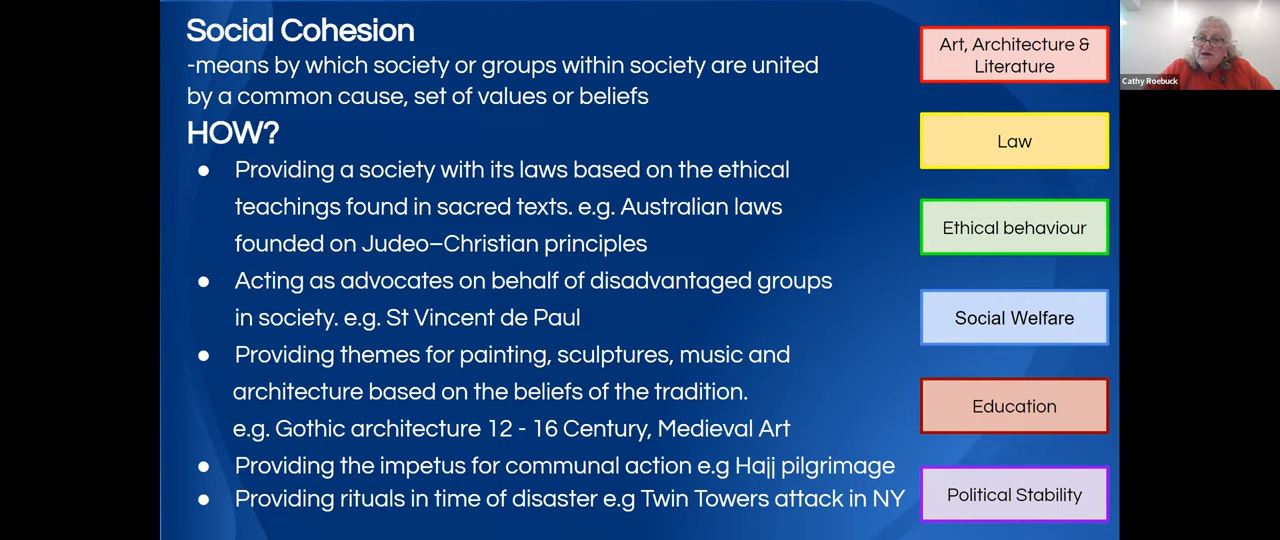 Social Cohesion
-means by which society or groups within society are united
by a common cause, set of values or beliefs
HOW?
● Providing a society with its laws based on the ethical
teachings found in sacred texts. e.g. Australian laws
founded on Judeo–Christian principles
● Acting as advocates on behalf of disadvantaged groups
in society. e.g. St Vincent de Paul
● Providing themes for painting, sculptures, music and
architecture based on the beliefs of the tradition.
e.g. Gothic architecture 12 - 16 Century, Medieval Art
● Providing the impetus for communal action e.g Hajj pilgrimage
● Providing rituals in time of disaster e.g Twin Towers attack in NY
Art, Architecture &
Literature
Law
Ethical behaviour
Social Welfare
Education
Political Stability
Cathy Roebuck